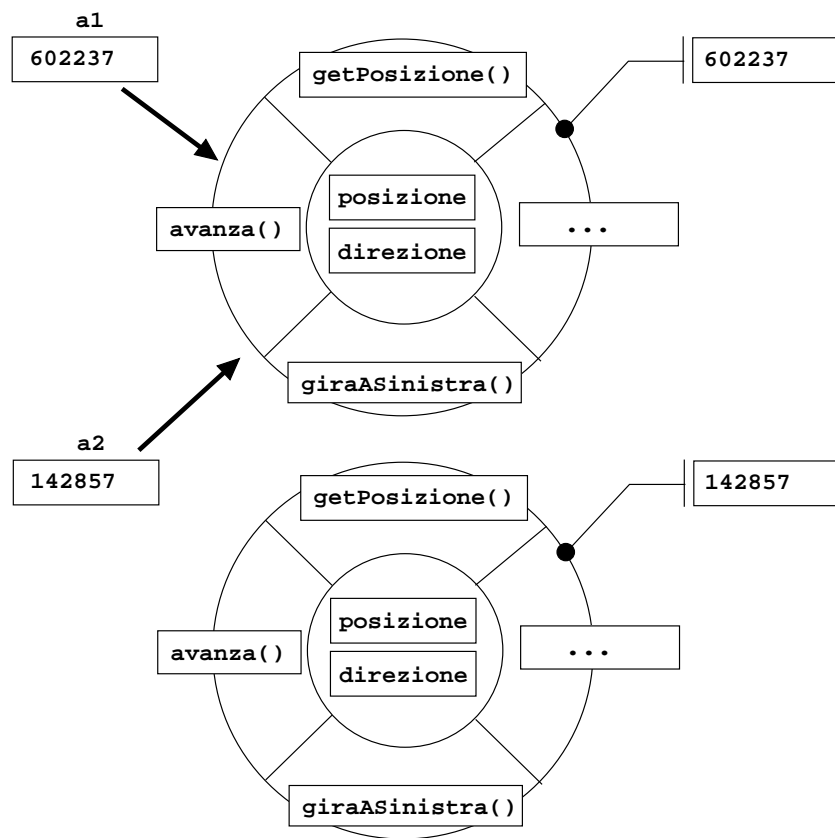 a1
602237
602237
getPosizione()
posizione
avanza()
...
direzione
giraASinistra()
a2
142857
142857
getPosizione()
posizione
avanza()
...
direzione
giraASinistra()